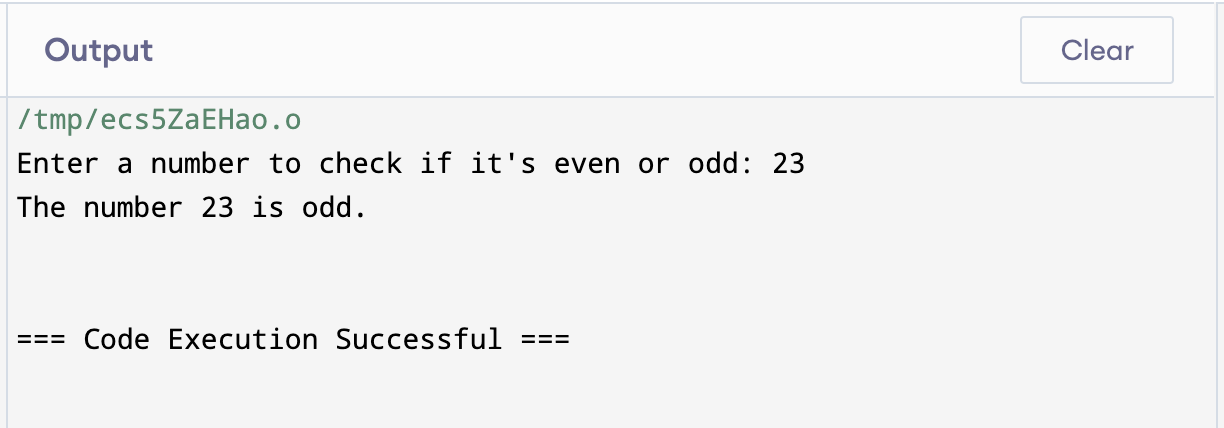 Output
Clear
/tmp/ecs5ZaEHao.o
Enter a number to check if it's even or odd: 23
The number 23 is odd.
=== Code Execution Successful ===